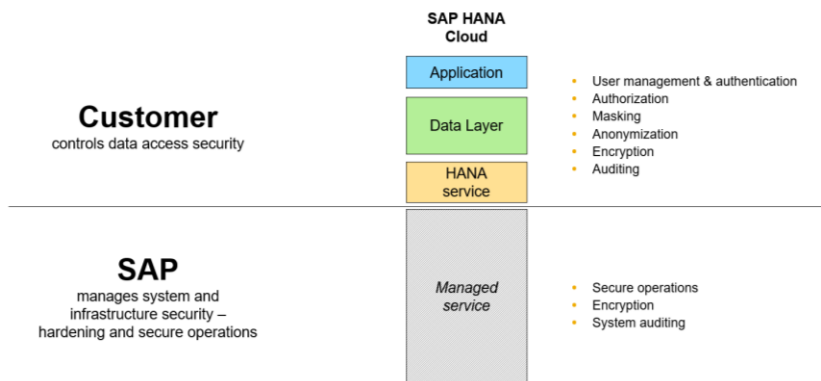 SAP HANA
Cloud
Application
Customer
controls data access security
Data Layer
HANA
service
• User management & authentication
• Authorization
• Masking
• Anonymization
• Encryption
• Auditing
SAP
manages system and
infrastructure security –
hardening and secure operations
Managed
service
• Secure operations
• Encryption
• System auditing